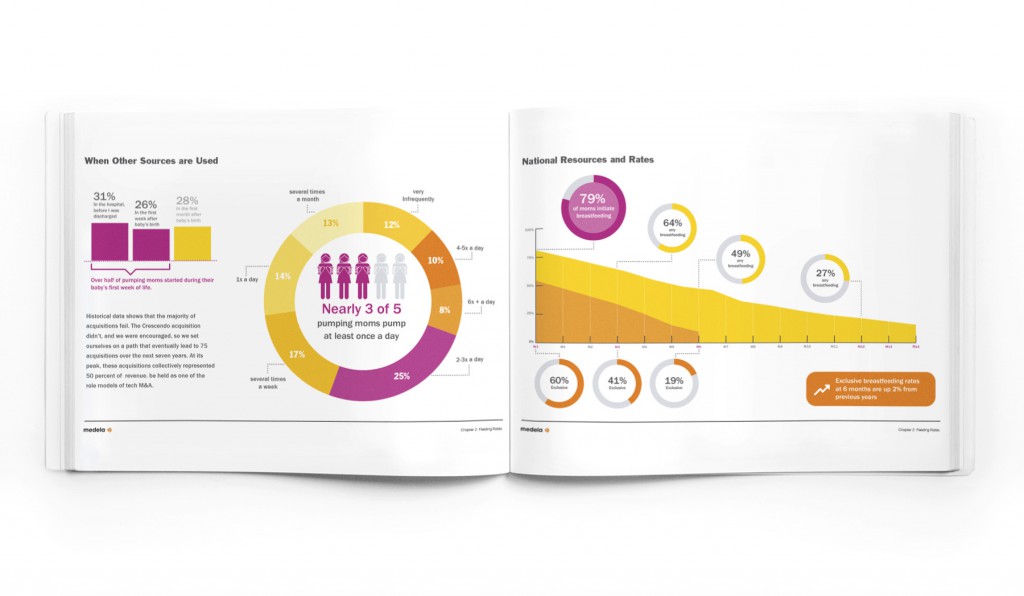 When Other Sources are Used
31%
In the hospital,
before I was
discharged
26%
In the first
week after
baby's birth
28%
In the first
month after
baby's birth
Over half of pumping moms started during their
baby's first week of life.
Historical data shows that the majority of
acquisitions fail. The Crescendo acquisition
didn't, and we were encouraged, so we set
ourselves on a path that eventually lead to 75
acquisitions over the next seven years. At its
peak, these acquisitions collectively represented
50 percent of revenue. be held as one of the
role models of tech M&A.
several times
a month
very
infrequently
13%
12%
10%
4-5x a day
1x a day
14%
8%
6x + a day
Nearly 3 of 5
pumping moms pump
at least once a day
17%
2-3x a day
25%
several times
a week
medela
Chapter 2 Feeding Rates
National Resources and Rates
79%
of moms initiate
breastfeeding
64%
any
breastfeeding
49%
any
breastfeeding
27%
any
breastfeeding
100%
75%
50%
25%
60%
Exclusive
41%
Exclusive
19%
Exclusive
Exclusive breastfeeding rates
at 6 months are up 2% from
previous years
medela
Chapter 2 Feeding Rates